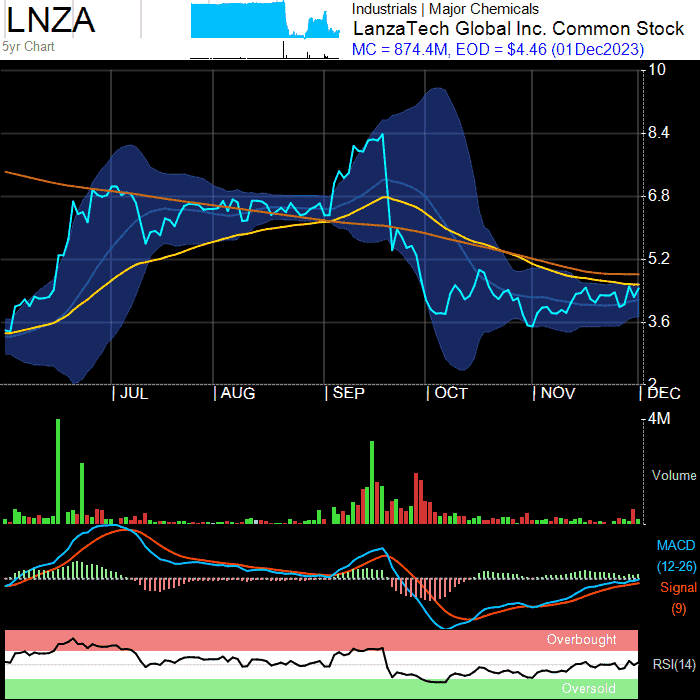 LNZA
5yr Chart
Industrials | Major Chemicals
LanzaTech Global Inc. Common Stock
MC = 874.4M, EOD = $4.46 (01Dec2023)
10
8.4
6.8
5.2
3.6
2
JUL AUG SEP OCT NOV DEC
4M
Volume
MACD
(12-26)
Signal
(9)
Overbought
RSI(14)
Oversold